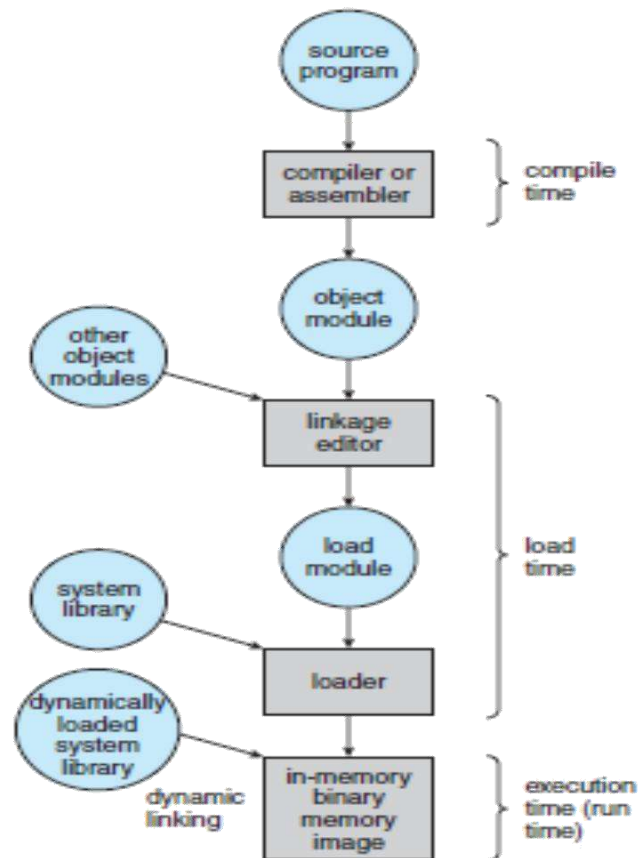 source
program
compiler or
assembler
compile
time
object
module
other
object
modules
linkage
editor
load
module
load
time
system
library
loader
dynamically
loaded
system
library
dynamic
linking
in-memory
binary
memory
image
execution
time (run
time)